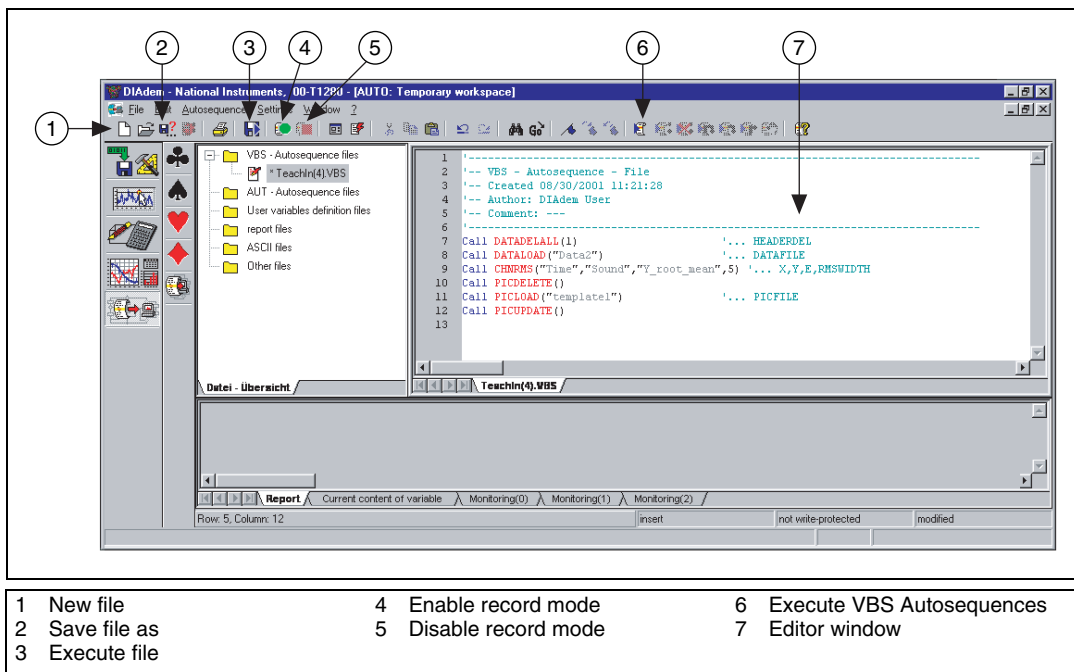 2 3 4 5 6 7
1
DIAdem - National Instruments, 00-T1280 - [AUTO: Temporary workspace]
File Edit Autosequence Settings Window ?
Go
VBS - Autosequence files
* TeachIn(4).VBS
AUT - Autosequence files
User variables definition files
report files
ASCII files
Other files
Datei - Übersicht
1 '-------------------------------------------------------------------------------
2 '-- VBS - Autosequence - File
3 '-- Created 08/30/2001 11:21:28
4 '-- Author: DIAdem User
5 '-- Comment: ---
6 '-------------------------------------------------------------------------------
7 Call DATADELALL(1) '... HEADERDEL
8 Call DATALOAD("Data2") '... DATAFILE
9 Call CHNRMS("Time","Sound","Y_root_mean",5) '... X,Y,E,RMSWIDTH
10 Call PICDELETE()
11 Call PICLOAD("template1") '... PICFILE
12 Call PICUPDATE()
13
TeachIn(4).VBS
Report Current content of variable Monitoring(0) Monitoring(1) Monitoring(2)
Row: 5, Column: 12 insert not write-protected modified
1 New file
2 Save file as
3 Execute file
4 Enable record mode
5 Disable record mode
6 Execute VBS Autosequences
7 Editor window